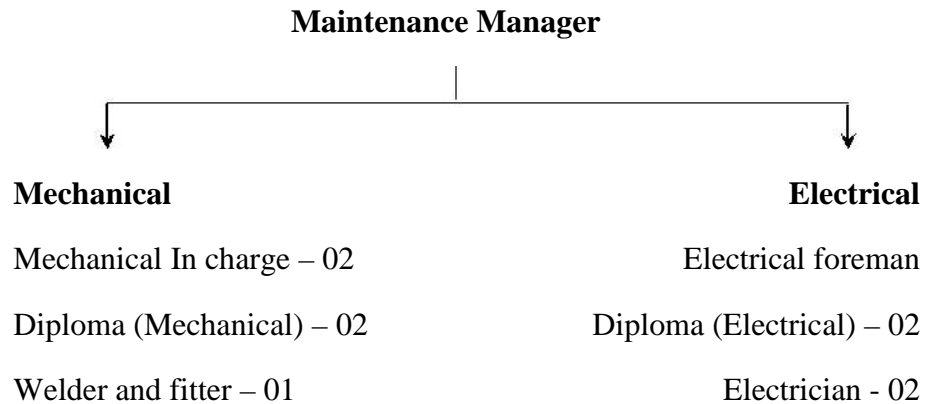 Maintenance Manager
Mechanical Electrical
Mechanical In charge – 02 Electrical foreman
Diploma (Mechanical) – 02 Diploma (Electrical) – 02
Welder and fitter – 01 Electrician - 02